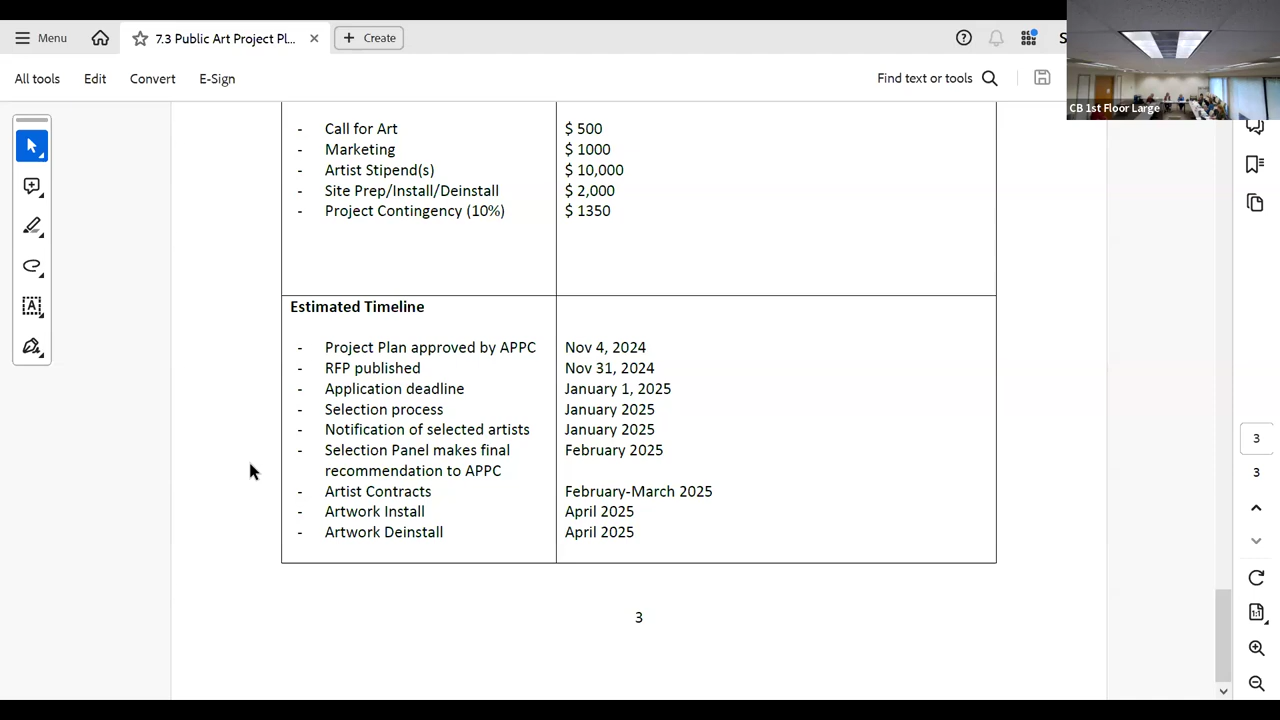 Menu
7.3 Public Art Project Pl...
Create
All tools
Edit
Convert
E-Sign
Find text or tools
CB 1st Floor Large
- Call for Art $ 500
- Marketing $ 1000
- Artist Stipend(s) $ 10,000
- Site Prep/Install/Deinstall $ 2,000
- Project Contingency (10%) $ 1350
Estimated Timeline
- Project Plan approved by APPC Nov 4, 2024
- RFP published Nov 31, 2024
- Application deadline January 1, 2025
- Selection process January 2025
- Notification of selected artists January 2025
- Selection Panel makes final February 2025
recommendation to APPC
- Artist Contracts February-March 2025
- Artwork Install April 2025
- Artwork Deinstall April 2025
3
3
3
1:1